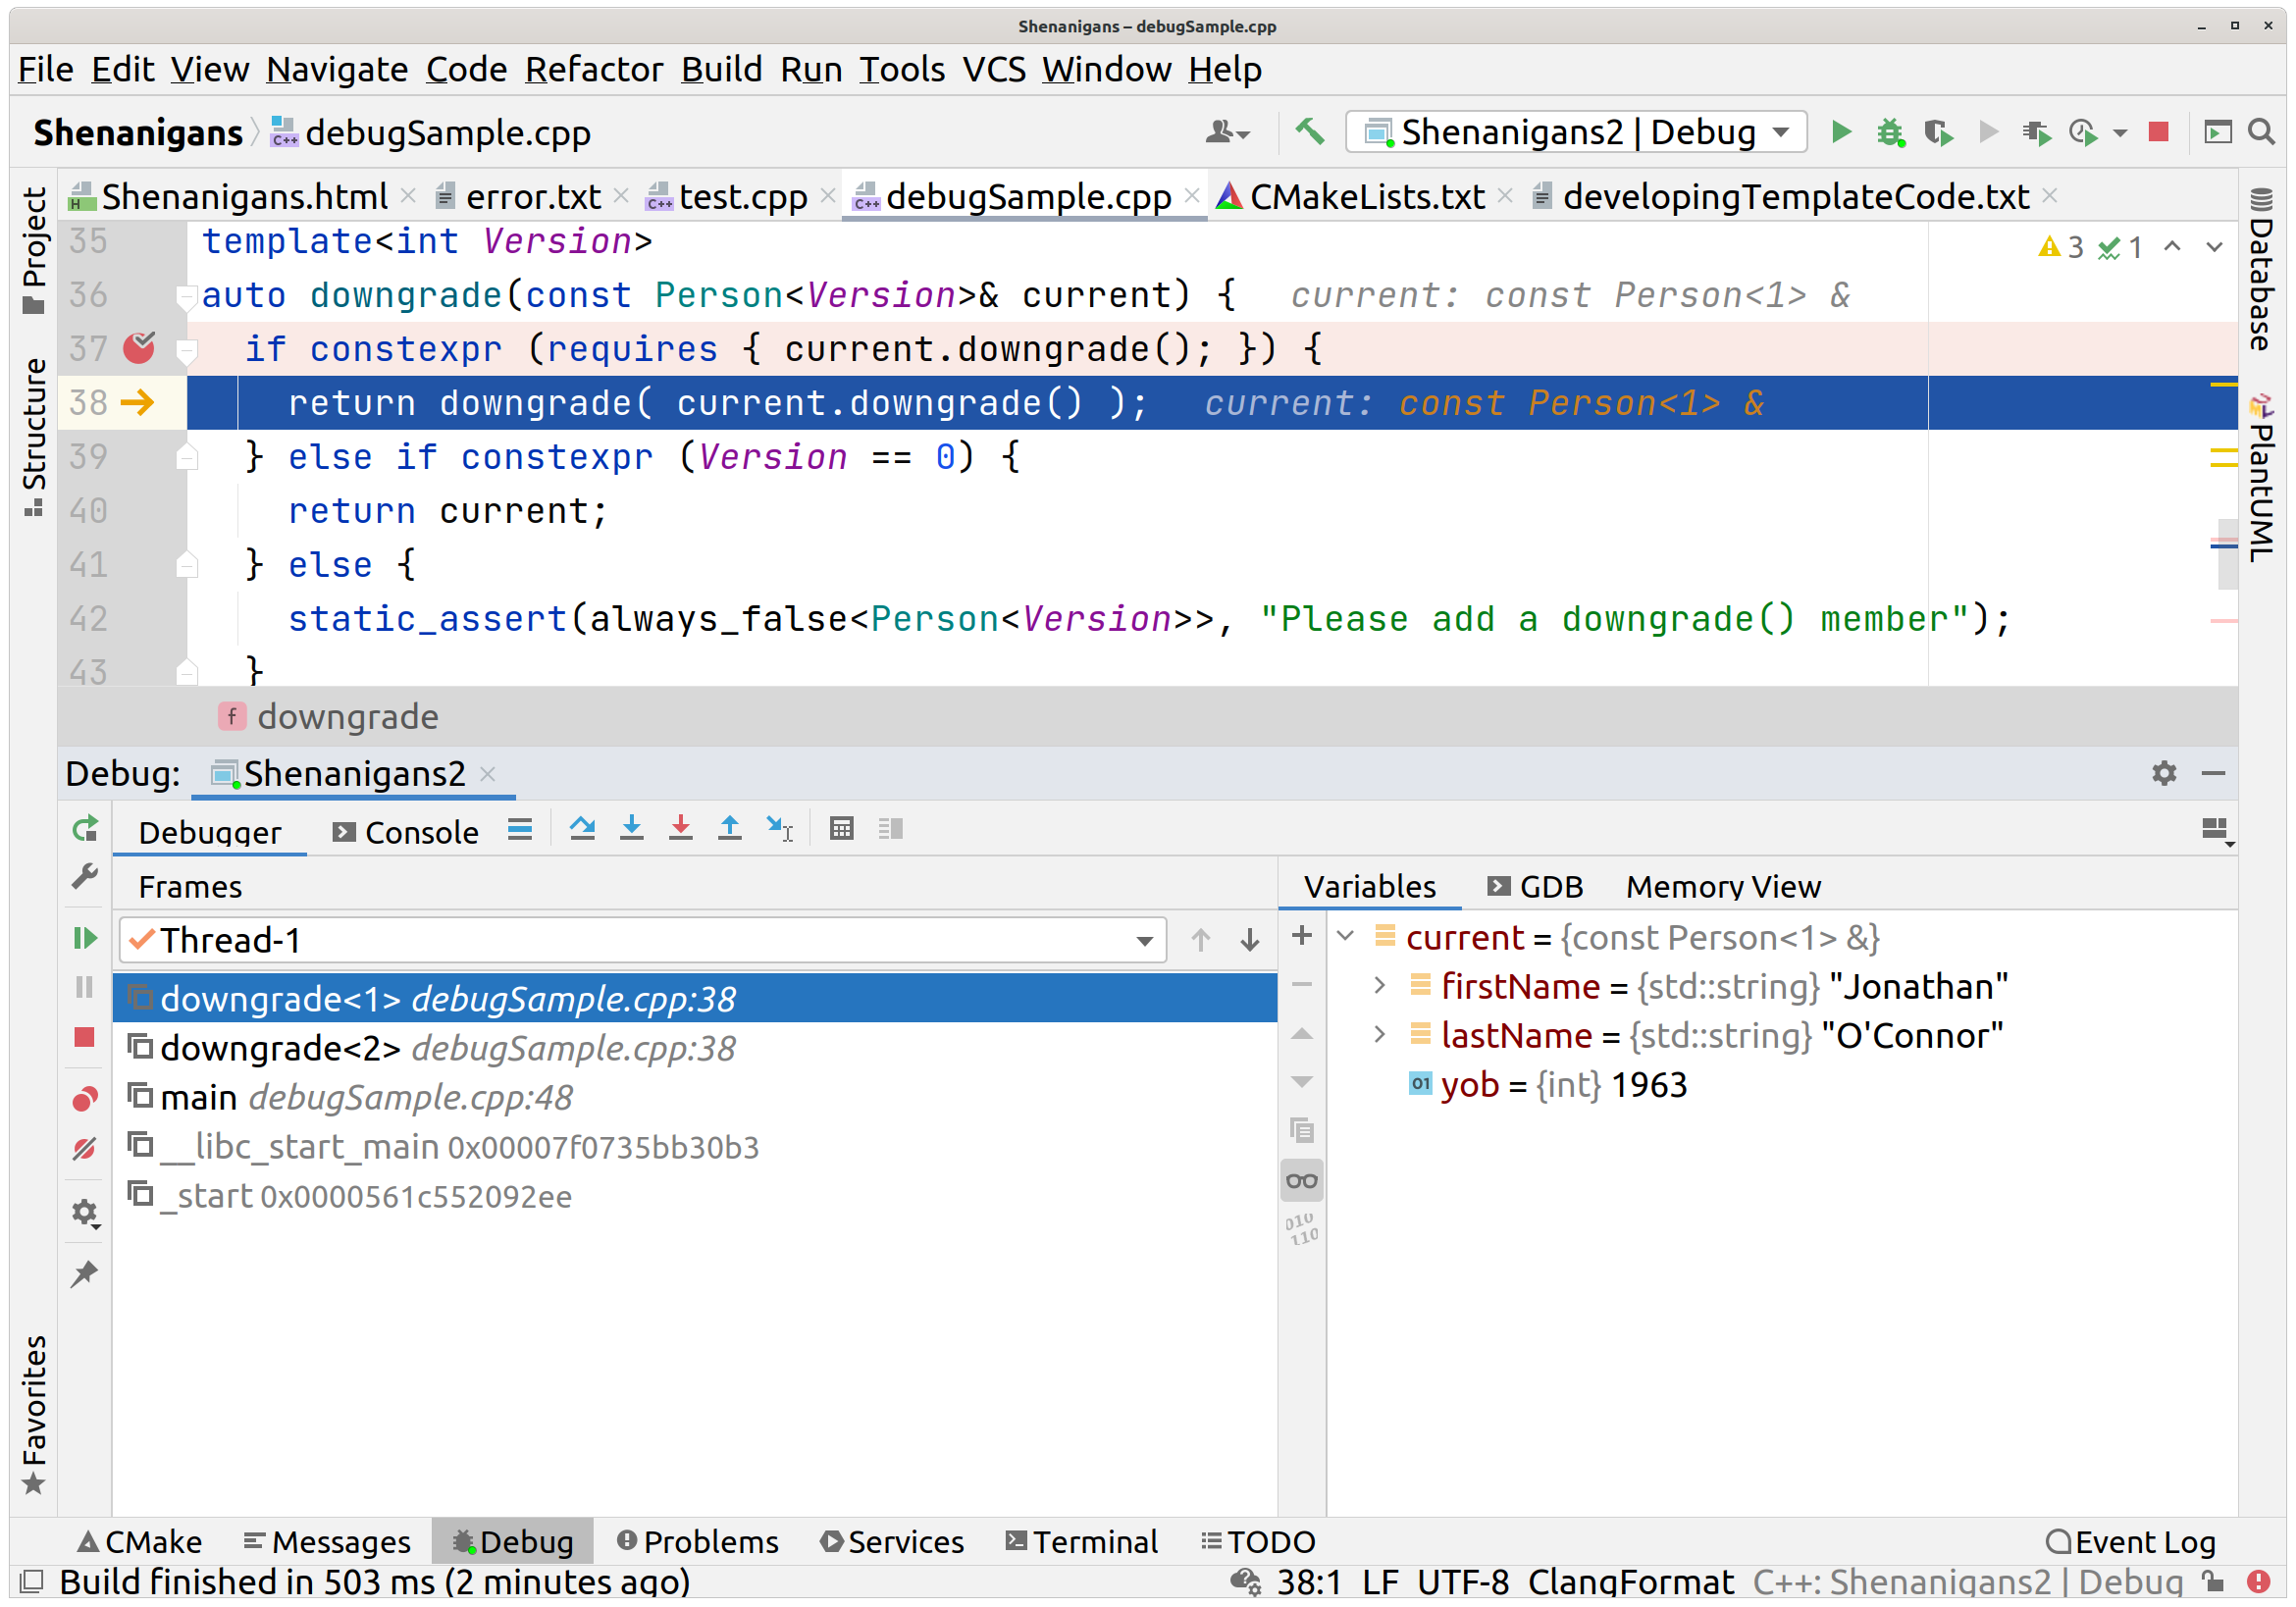 Shenanigans – debugSample.cpp
File Edit View Navigate Code Refactor Build Run Tools VCS Window Help
Shenanigans debugSample.cpp Shenanigans2 | Debug
Shenanigans.html error.txt test.cpp debugSample.cpp CMakeLists.txt developingTemplateCode.txt
Project
Structure
Favorites
Database
PlantUML
3 1
35 template<int Version>
36 auto downgrade(const Person<Version>& current) { current: const Person<1> &
37 if constexpr (requires { current.downgrade(); }) {
38 return downgrade( current.downgrade() ); current: const Person<1> &
39 } else if constexpr (Version == 0) {
40 return current;
41 } else {
42 static_assert(always_false<Person<Version>>, "Please add a downgrade() member");
43 }
f downgrade
Debug: Shenanigans2
Debugger Console
Frames
Thread-1
downgrade<1> debugSample.cpp:38
downgrade<2> debugSample.cpp:38
main debugSample.cpp:48
__libc_start_main 0x00007f0735bb30b3
_start 0x0000561c552092ee
Variables GDB Memory View
current = {const Person<1> &}
firstName = {std::string} "Jonathan"
lastName = {std::string} "O'Connor"
01 yob = {int} 1963
010
110
CMake Messages Debug Problems Services Terminal TODO Event Log
Build finished in 503 ms (2 minutes ago) 38:1 LF UTF-8 ClangFormat C++: Shenanigans2 | Debug